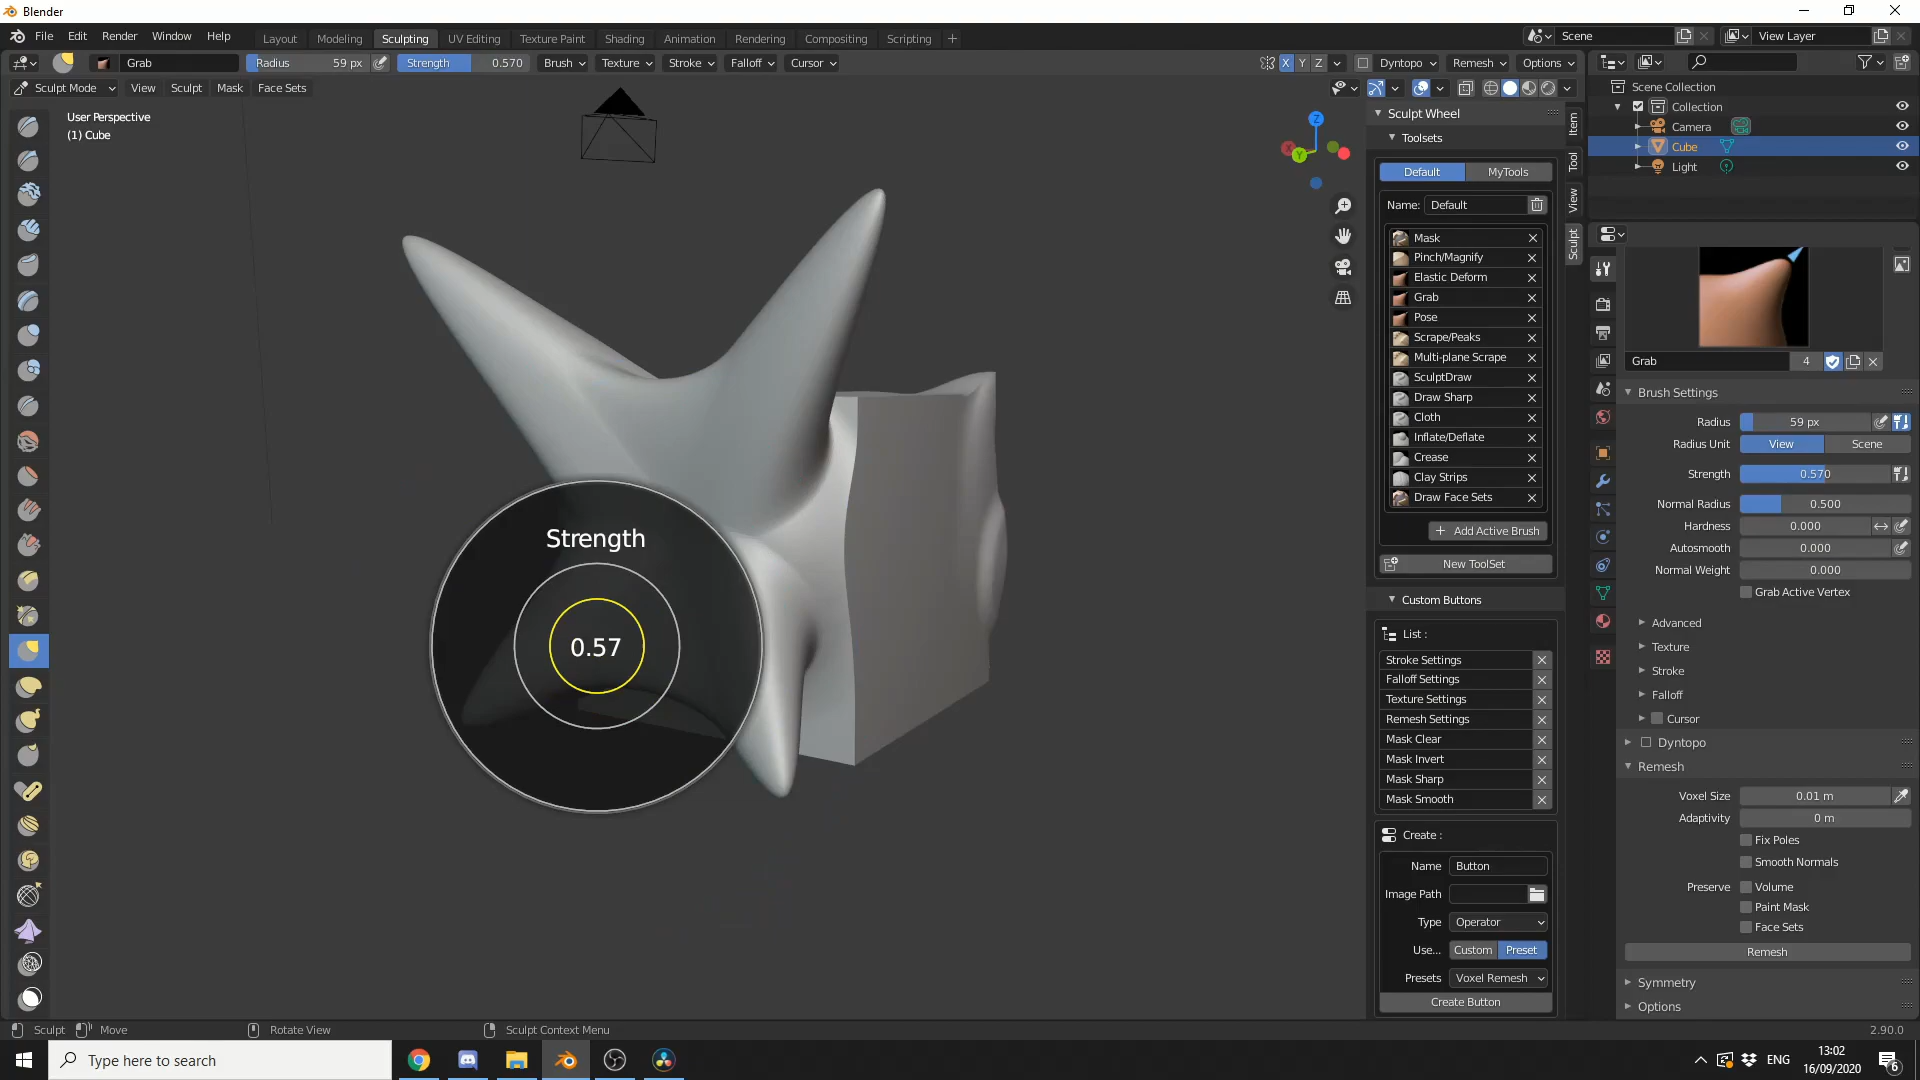 Blender
File Edit Render Window Help Layout Modeling Sculpting UV Editing Texture Paint Shading Animation Rendering Compositing Scripting Scene View Layer
Grab Radius 59 px Strength 0.570 Brush Texture Stroke Falloff Cursor X Y Z Dyntopo Remesh Options
Sculpt Mode View Sculpt Mask Face Sets
User Perspective
(1) Cube
Z
Y
Strength
0.57
Sculpt Wheel
Toolsets
Default MyTools
Name: Default
Mask
Pinch/Magnify
Elastic Deform
Grab
Pose
Scrape/Peaks
Multi-plane Scrape
SculptDraw
Draw Sharp
Cloth
Inflate/Deflate
Crease
Clay Strips
Draw Face Sets
Add Active Brush
New ToolSet
Custom Buttons
List :
Stroke Settings
Falloff Settings
Texture Settings
Remesh Settings
Mask Clear
Mask Invert
Mask Sharp
Mask Smooth
Create :
Name Button
Image Path
Type Operator
Use... Custom Preset
Presets Voxel Remesh
Create Button
Item
Tool
View
Sculpt
Scene Collection
Collection
Camera
Cube
Light
Grab 4
Brush Settings
Radius 59 px
Radius Unit View Scene
Strength 0.570
Normal Radius 0.500
Hardness 0.000
Autosmooth 0.000
Normal Weight 0.000
Grab Active Vertex
Advanced
Texture
Stroke
Falloff
Cursor
Dyntopo
Remesh
Voxel Size 0.01 m
Adaptivity 0 m
Fix Poles
Smooth Normals
Preserve Volume
Paint Mask
Face Sets
Remesh
Symmetry
Options
Sculpt Move Rotate View Sculpt Context Menu 2.90.0
Type here to search ENG 13:02
16/09/2020 6